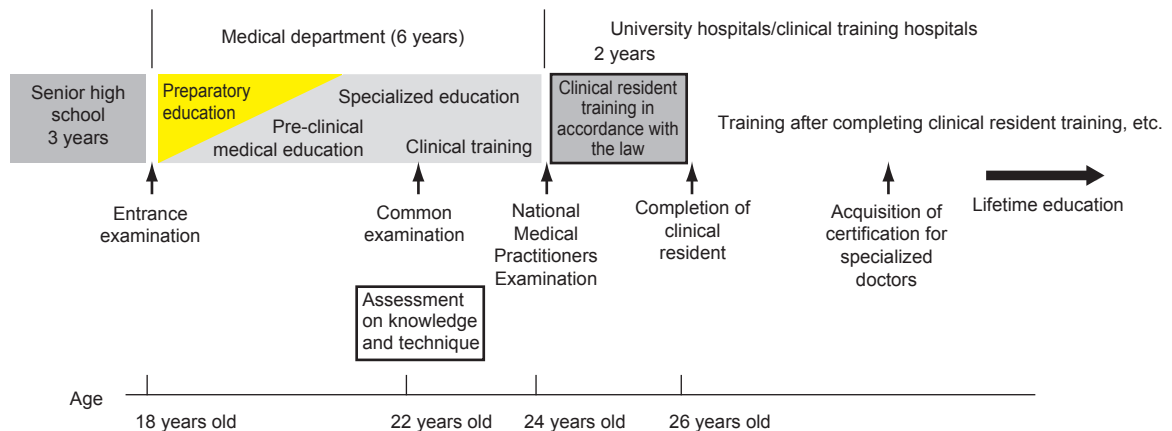 Medical department (6 years)
University hospitals/clinical training hospitals
2 years
Senior high
school
3 years
Preparatory
education
Specialized education
Pre-clinical
medical education
Clinical training
Clinical resident
training in
accordance with
the law
Training after completing clinical resident training, etc.
Entrance
examination
Common
examination
National
Medical
Practitioners
Examination
Completion of
clinical
resident
Acquisition of
certification for
specialized
doctors
Lifetime education
Assessment
on knowledge
and technique
Age
18 years old
22 years old
24 years old
26 years old